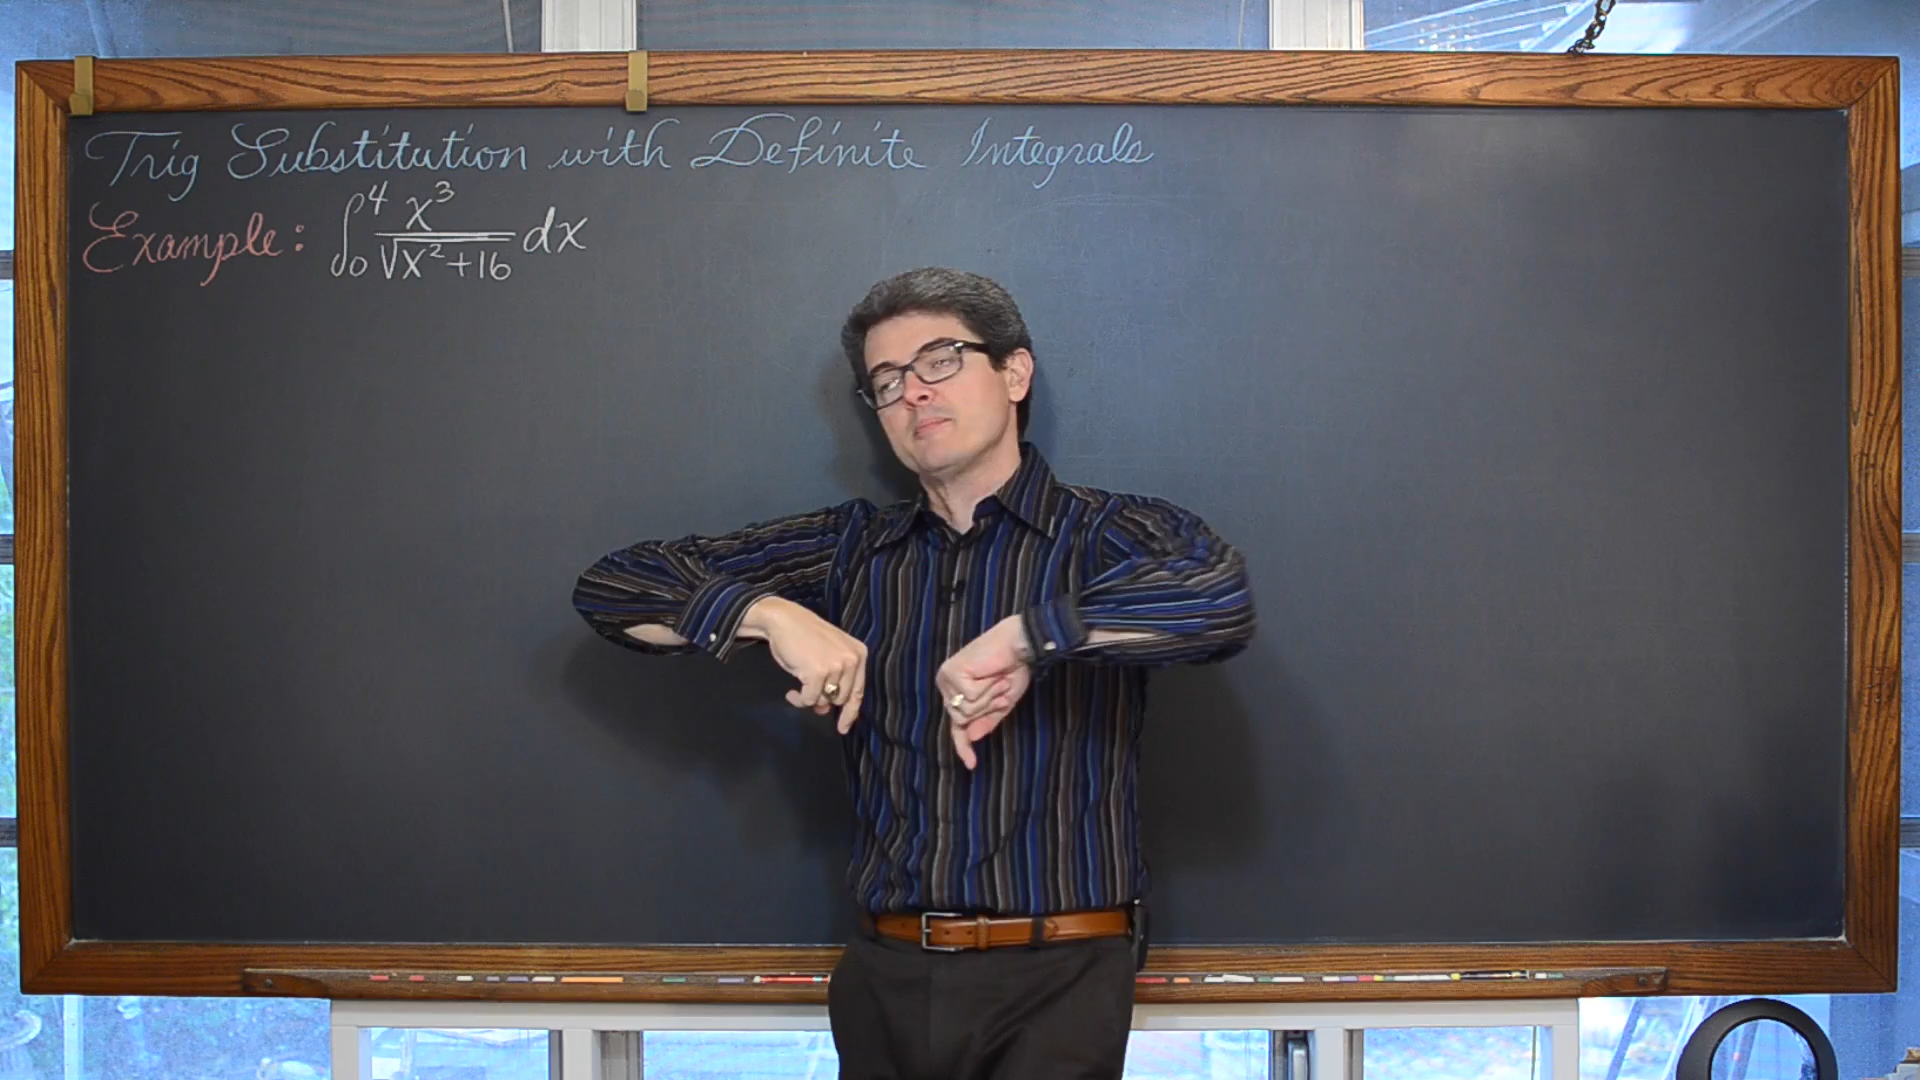 Trig Substitution with Definite Integrals
Example: ∫₀⁴ x³/√(x²+16) dx